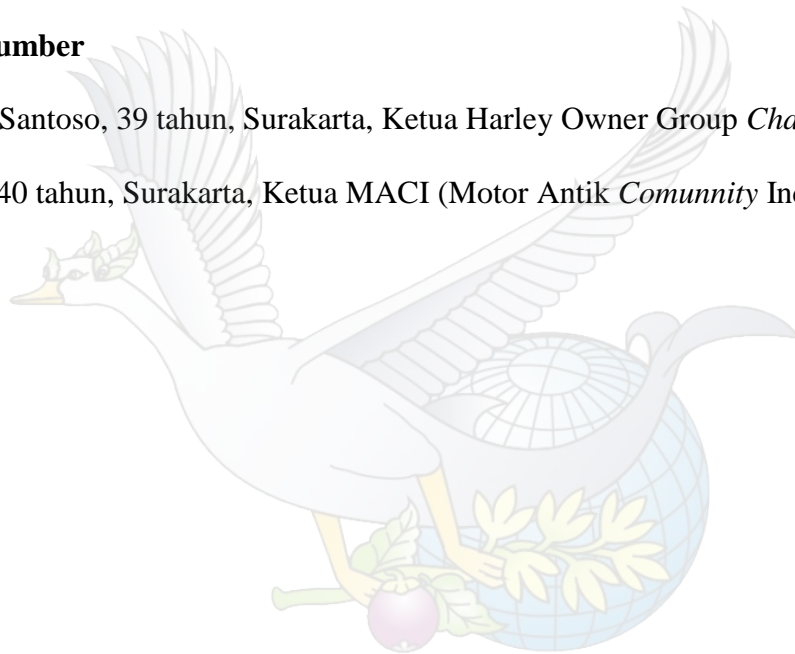 umber
Santoso, 39 tahun, Surakarta, Ketua Harley Owner Group Cha
40 tahun, Surakarta, Ketua MACI (Motor Antik Comunnity In